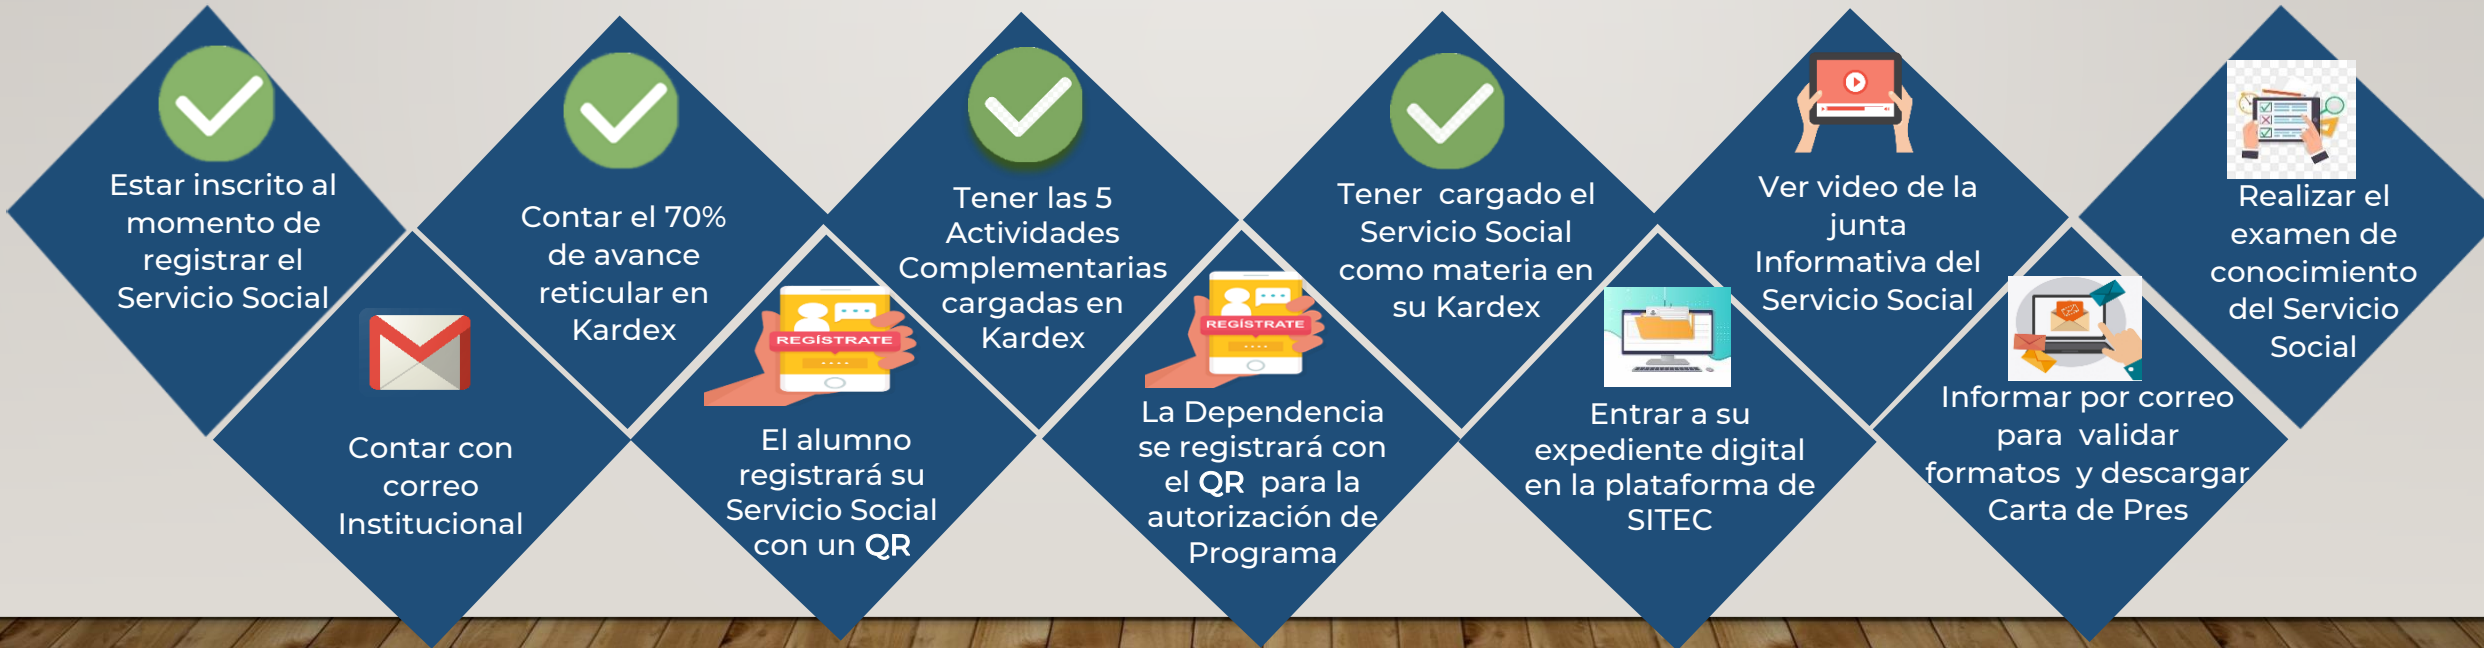 Estar inscrito al
momento de
registrar el
Servicio Social
Contar con
correo
Institucional
Contar el 70%
de avance
reticular en
Kardex
REGÍSTRATE
El alumno
registrará su
Servicio Social
con un QR
Tener las 5
Actividades
Complementarias
cargadas en
Kardex
REGÍSTRATE
La Dependencia
se registrará con
el QR para la
autorización de
Programa
Tener cargado el
Servicio Social
como materia en
su Kardex
Entrar a su
expediente digital
en la plataforma de
SITEC
Ver video de la
junta
Informativa del
Servicio Social
Informar por correo
para validar
formatos y descargar
Carta de Pres
Realizar el
examen de
conocimiento
del Servicio
Social